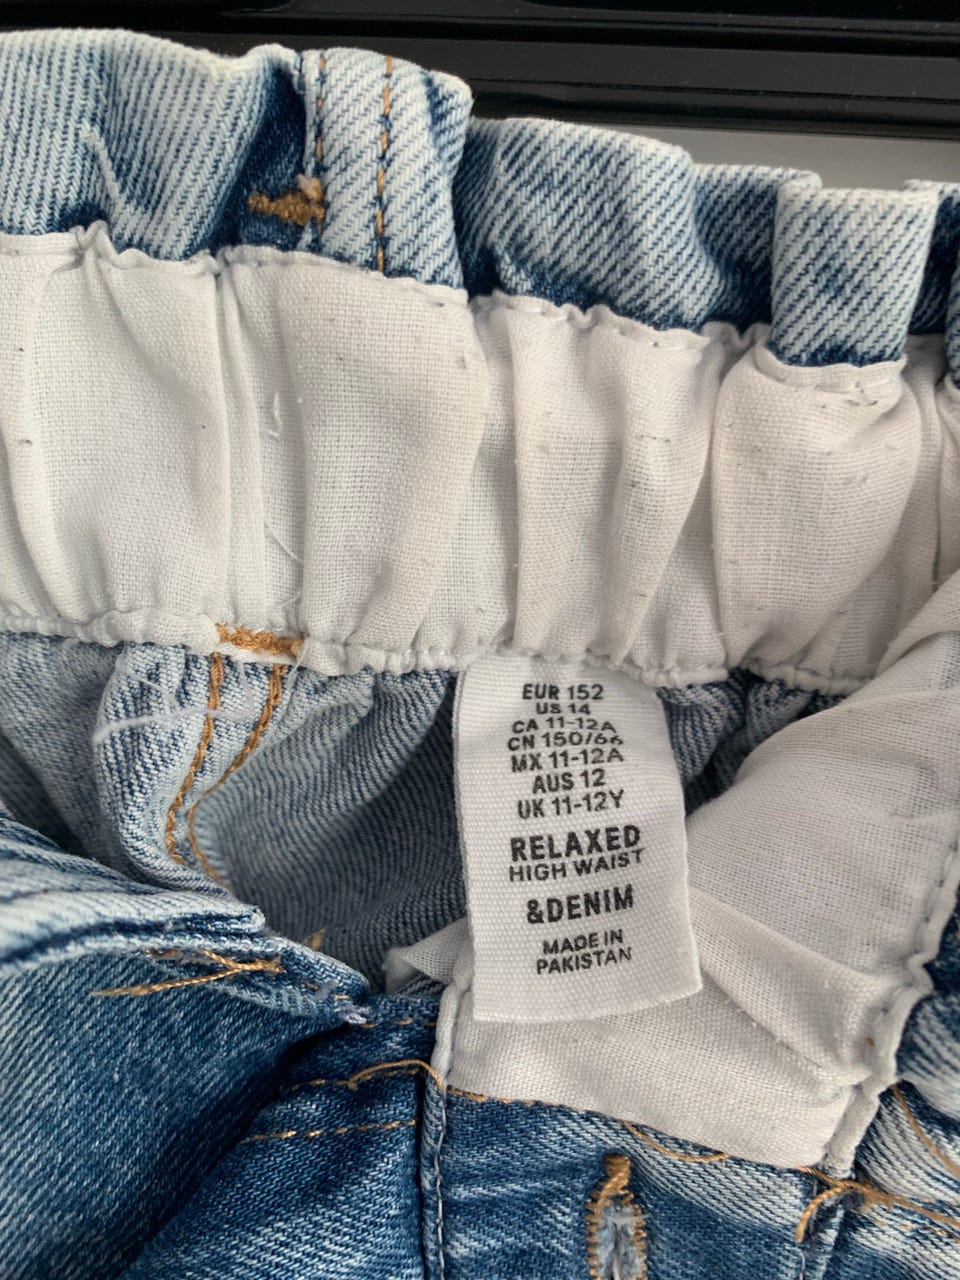 EUR 152
US 14
CA 11-12A
CN 150/6A
MX 11-12A
AUS 12
UK 11-12Y
RELAXED
HIGH WAIST
&DENIM
MADE IN
PAKISTAN